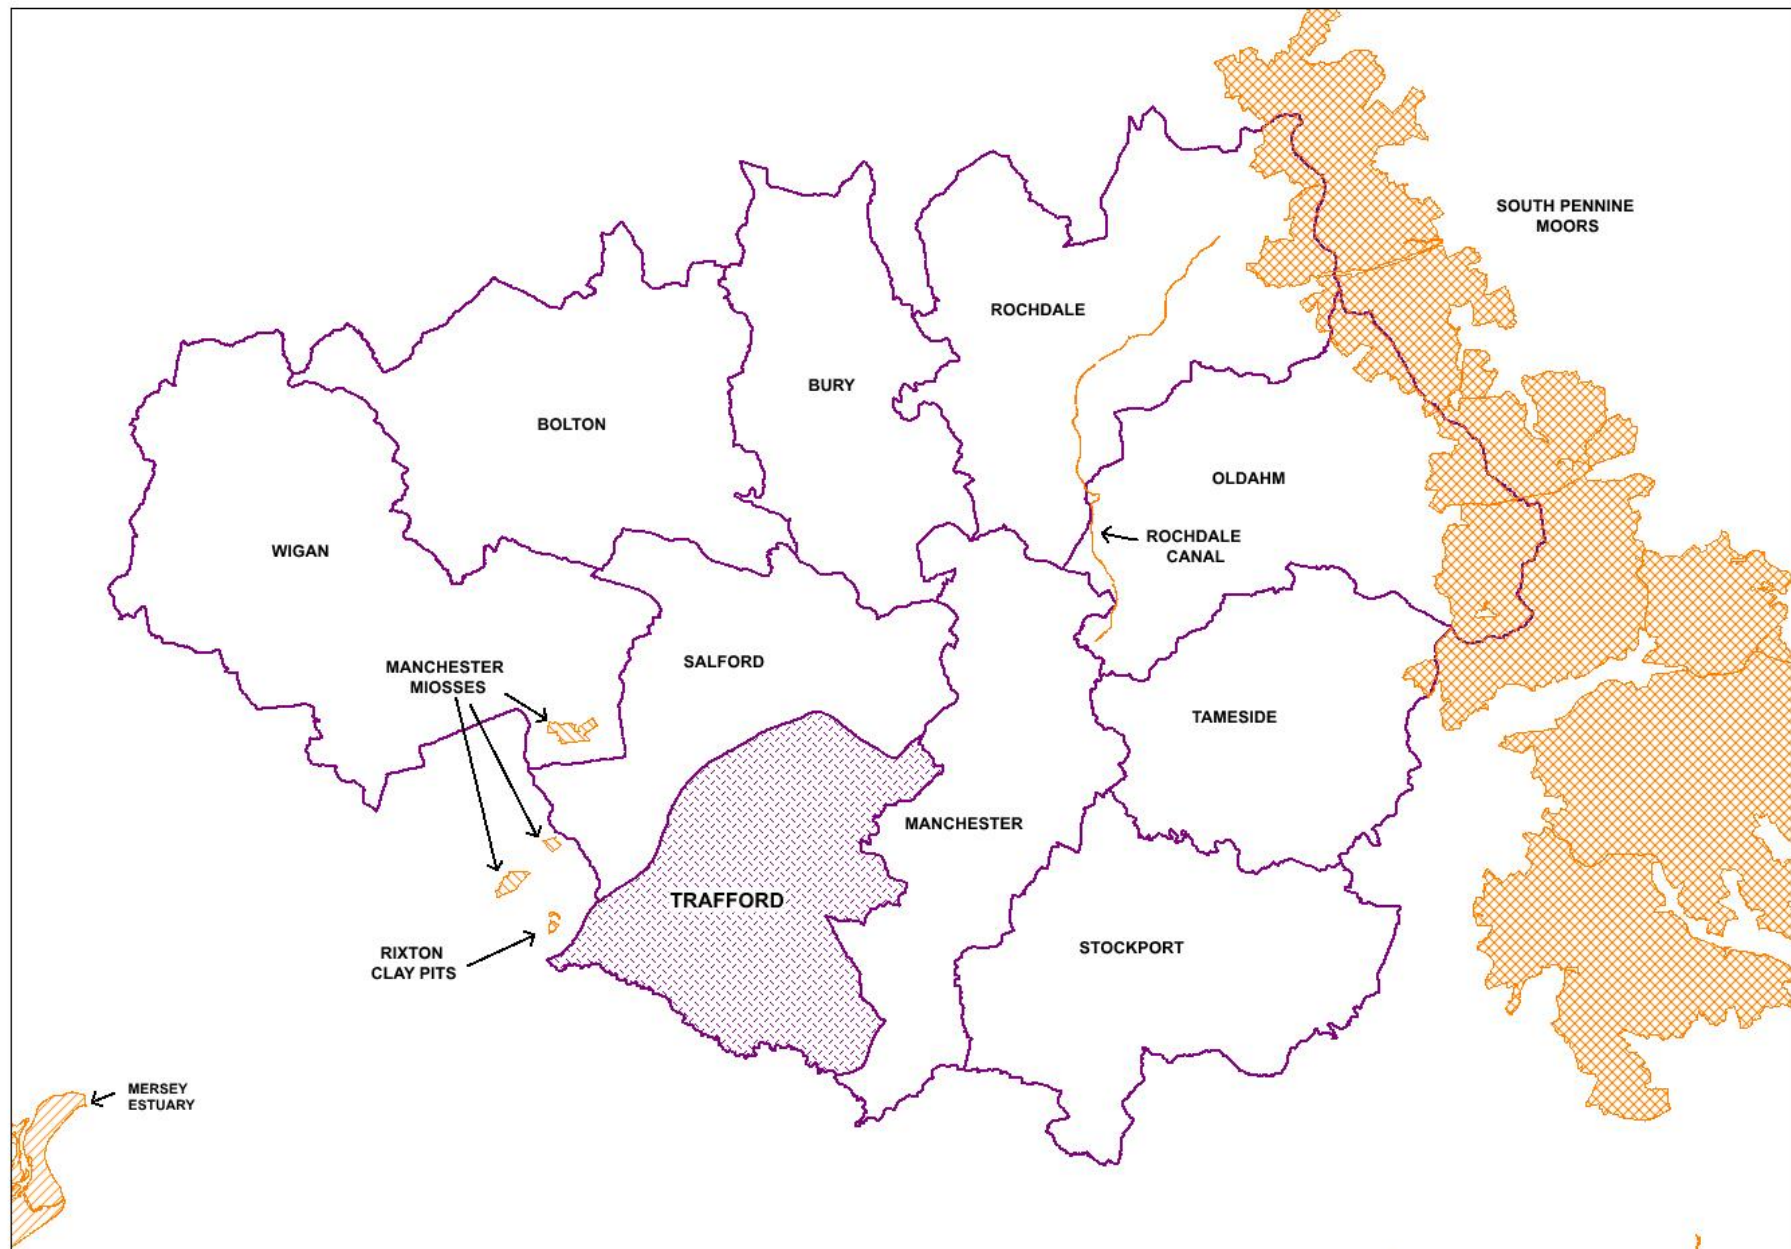 SOUTH PENNINE
MOORS
ROCHDALE
BURY
BOLTON
OLDAHM
ROCHDALE
CANAL
WIGAN
SALFORD
MANCHESTER
MIOSSES
TAMESIDE
MANCHESTER
TRAFFORD
STOCKPORT
RIXTON
CLAY PITS
MERSEY
ESTUARY